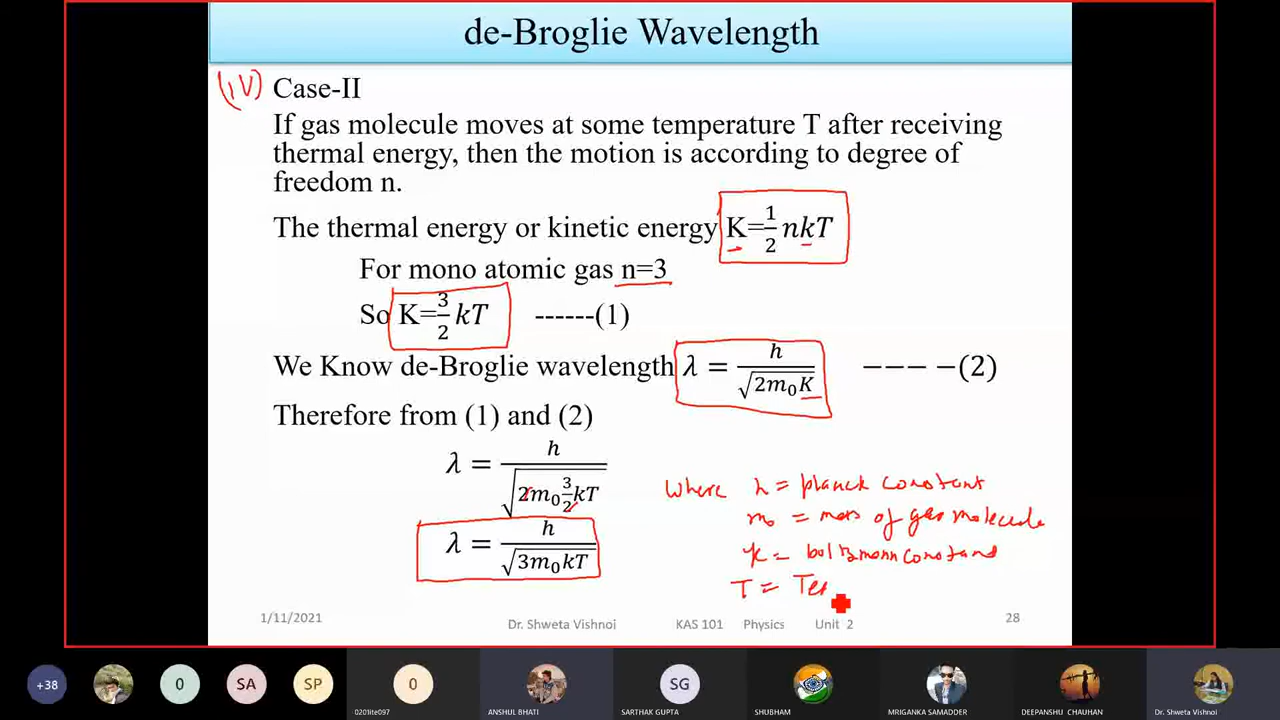 de-Broglie Wavelength
(iv) Case-II
If gas molecule moves at some temperature T after receiving
thermal energy, then the motion is according to degree of
freedom n.
The thermal energy or kinetic energy K=1/2 nkT
For mono atomic gas n=3
So K=3/2 kT ------(1)
We Know de-Broglie wavelength λ = h/√(2m₀K) −−−−(2)
Therefore from (1) and (2)
λ = h/√(2m₀ 3/2 kT)
λ = h/√(3m₀kT)
Where h = planck constant
m₀ = mass of gas molecule
k = boltzmann constand
T = Tem
1/11/2021 Dr. Shweta Vishnoi KAS 101 Physics Unit 2 28
+38 0 SA SP 0 SG
0201lite097 ANSHUL BHATI SARTHAK GUPTA SHUBHAM MRIGANKA SAMADDER DEEPANSHU CHAUHAN Dr. Shweta Vishnoi